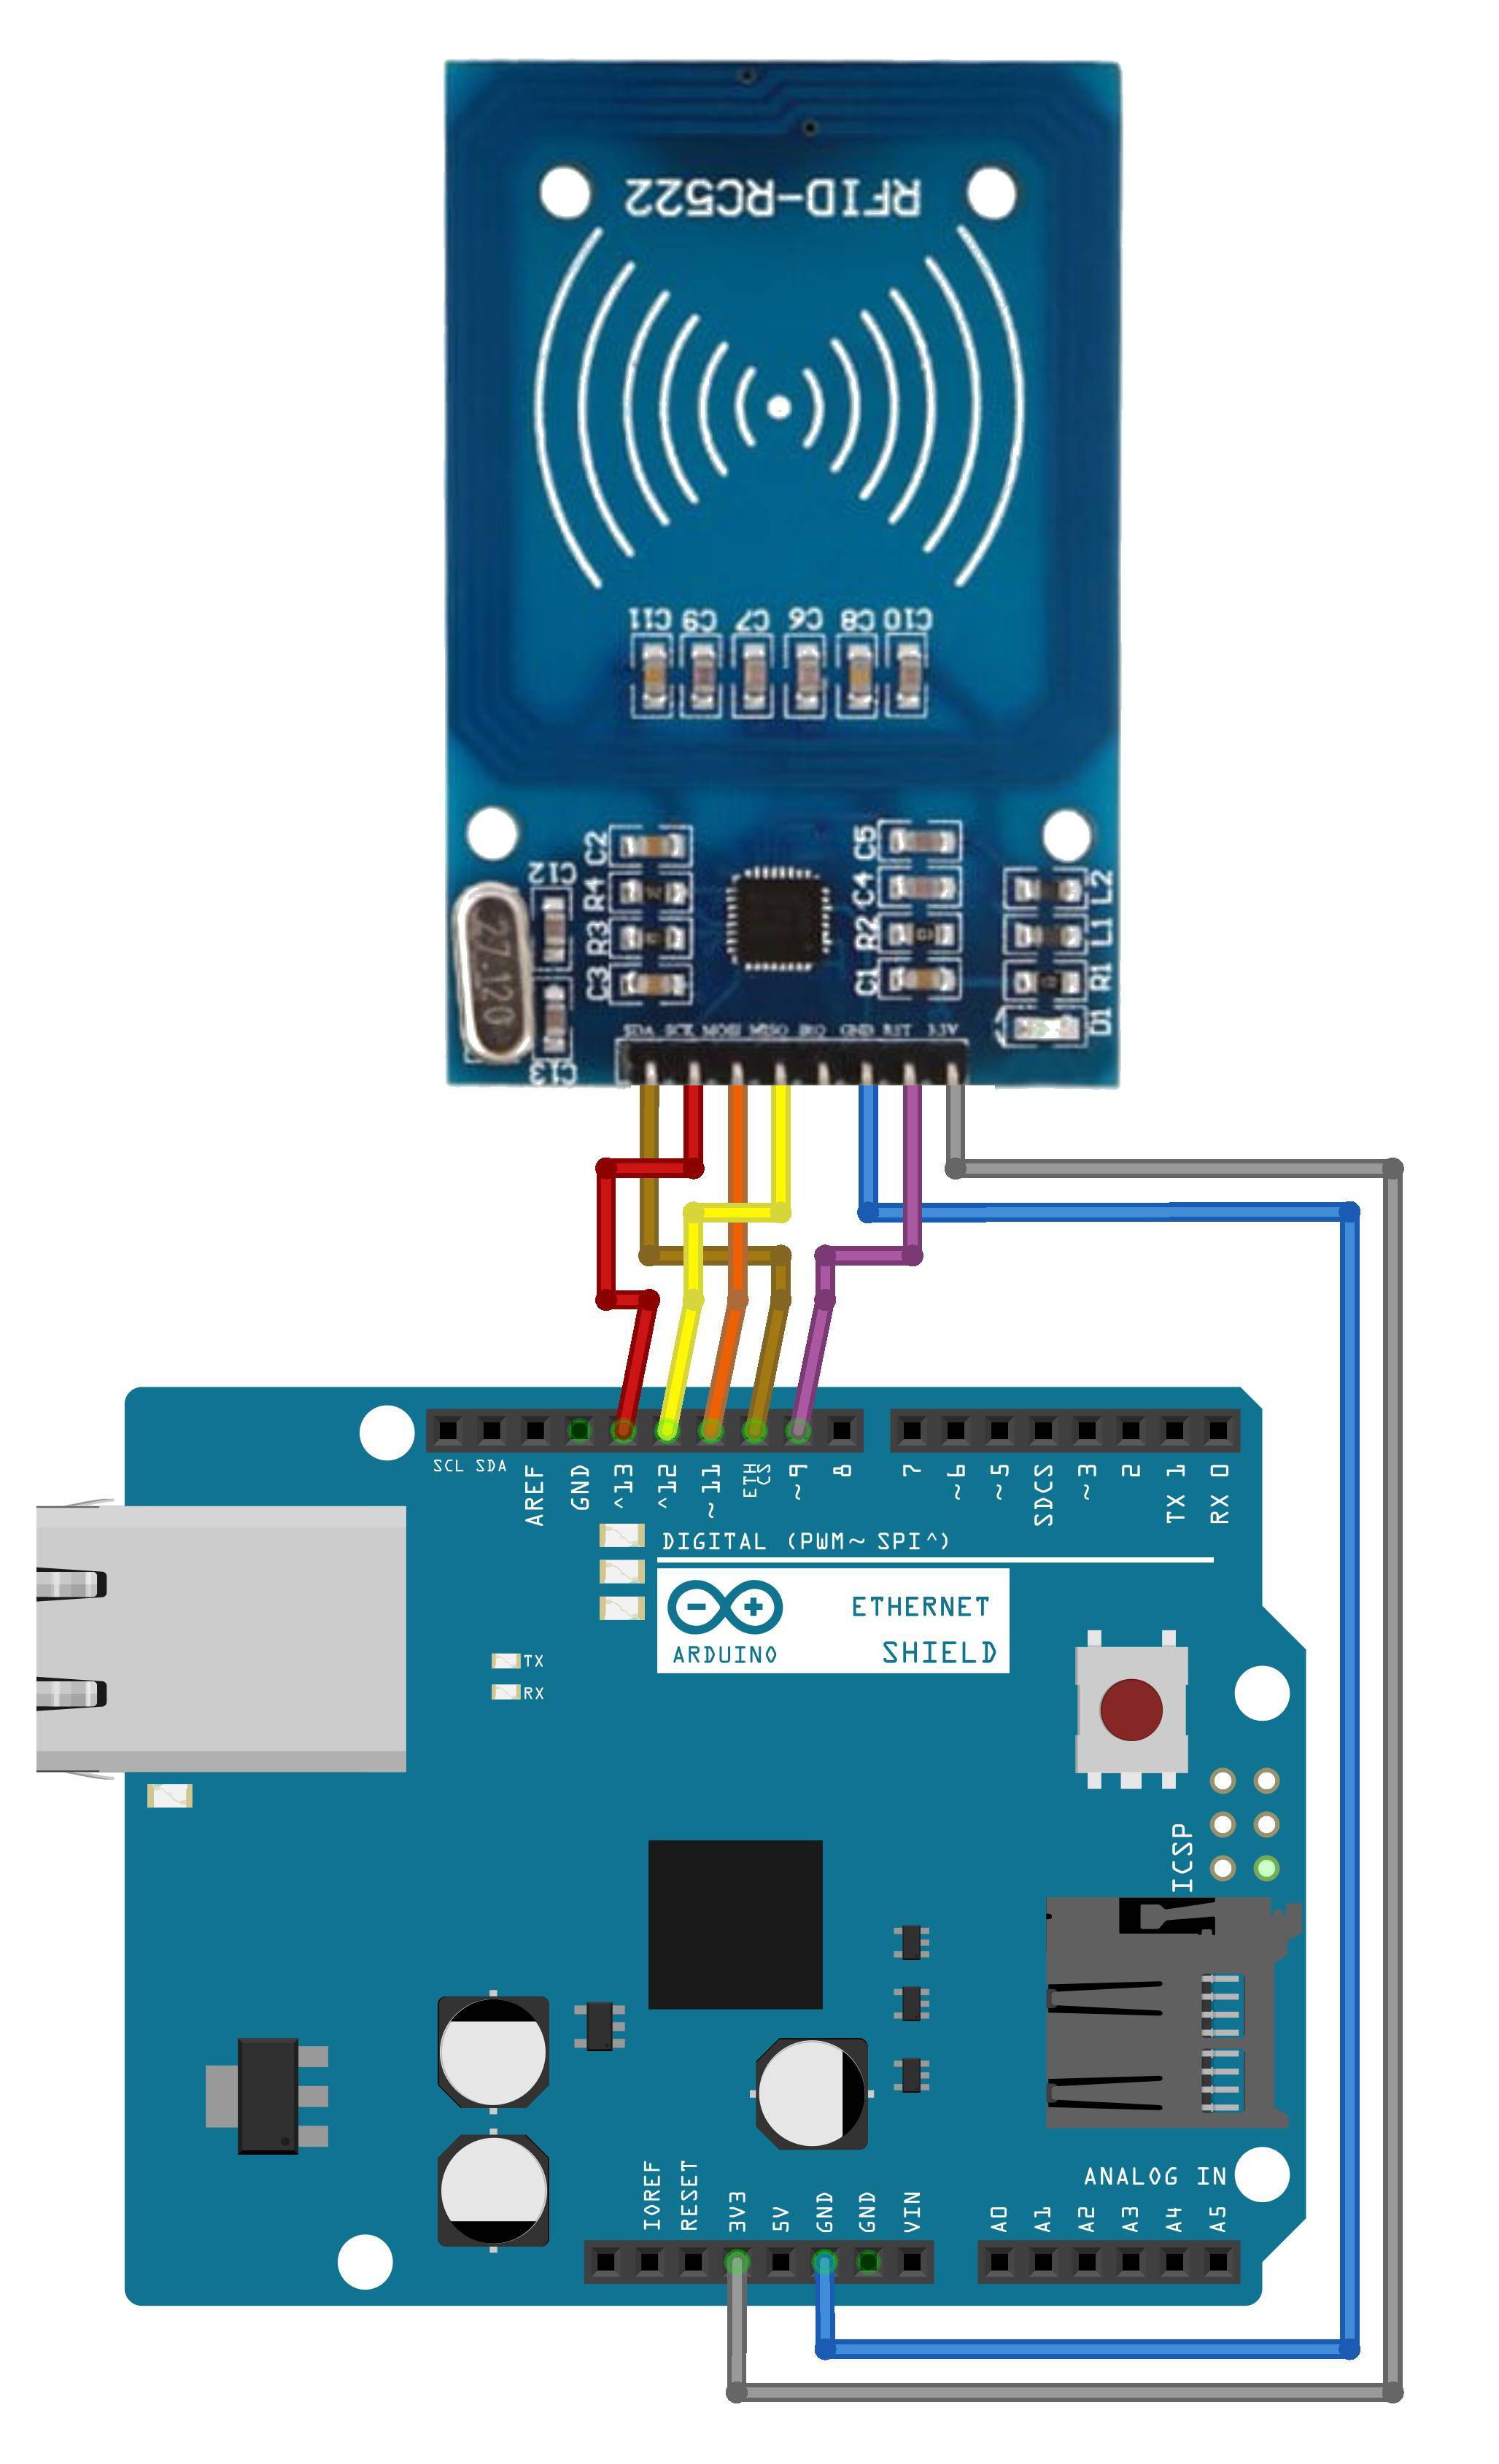 RFID-RC522
C11 C9 C7 C6 C8 C10
C2
R4
R3
C3
C12
27.120
C13
C5
C4
R2
C1
L2
L1
R1
D1
SDA SCK MOSI MISO IRQ GND RST 3.3V
SCL SDA AREF GND ^13 ^12 ~11 ETH CS ~9 8 7 ~6 ~5 SDCS ~3 2 TX 1 RX 0
DIGITAL (PWM~ SPI^)
ETHERNET
SHIELD
ARDUINO
TX
RX
ICSP
ANALOG IN
IOREF RESET 3V3 5V GND GND VIN A0 A1 A2 A3 A4 A5